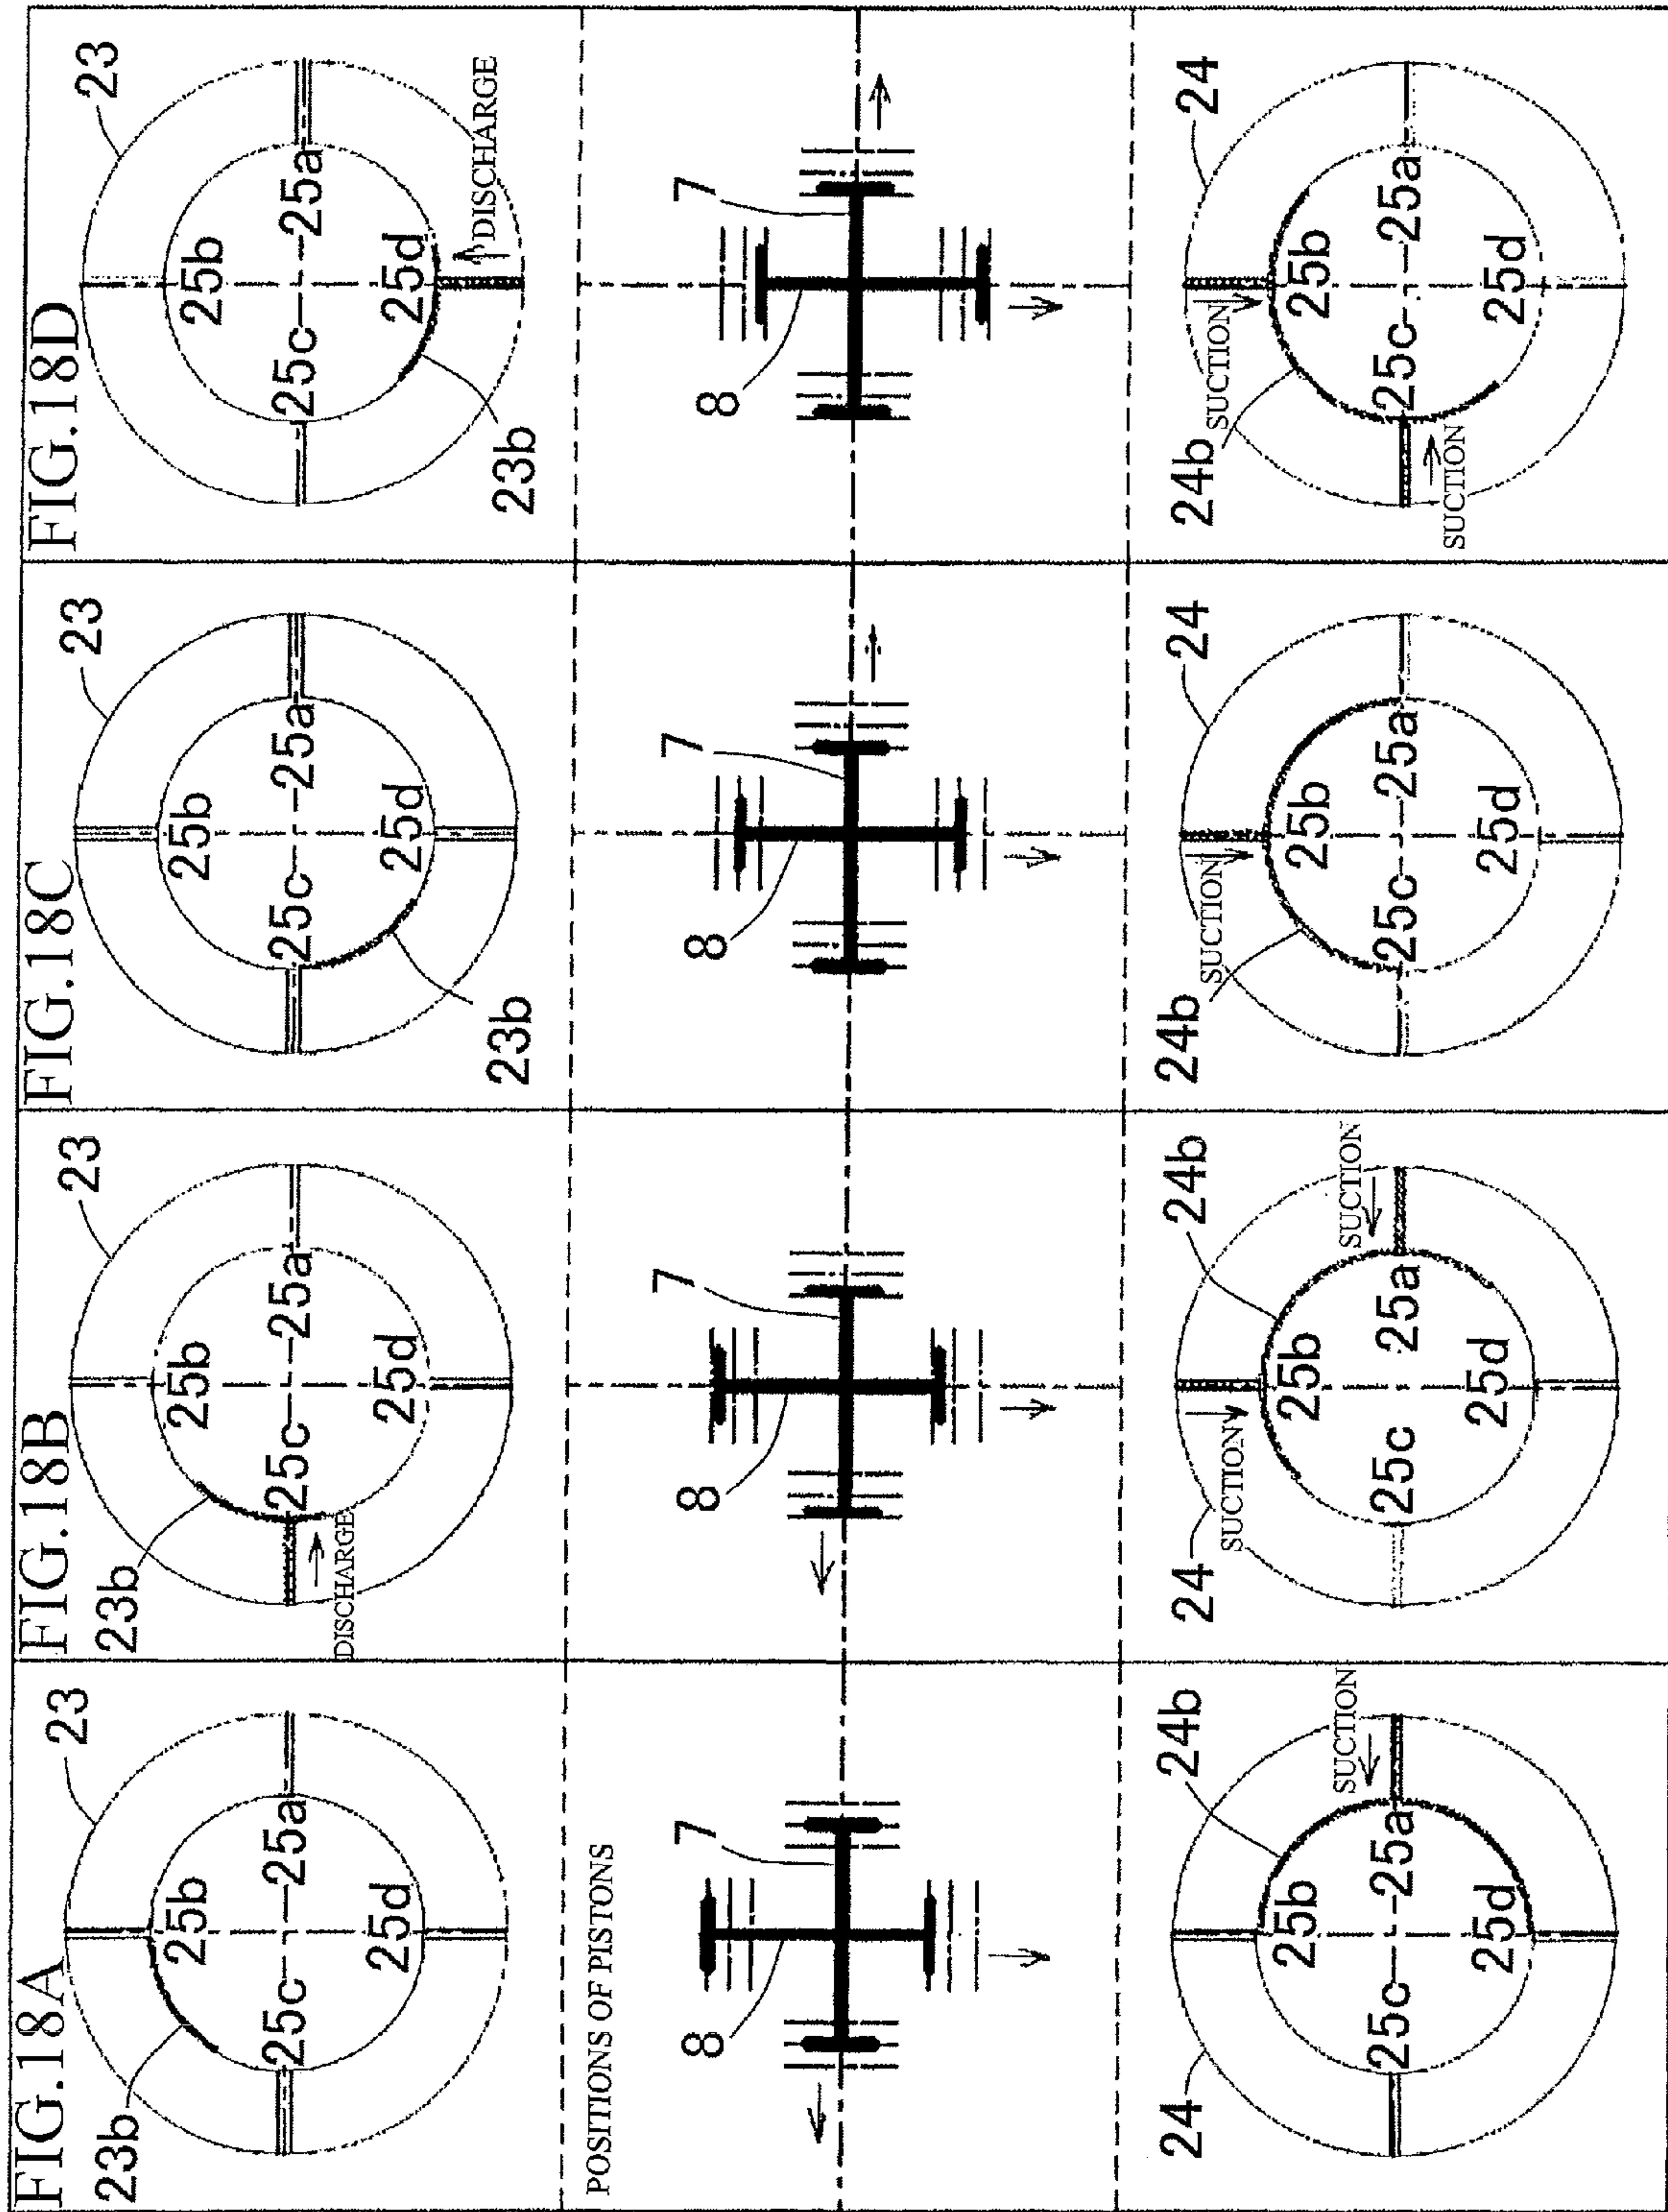 FIG.18A
23
23b
25b
25c
25a
25d
POSITIONS OF PISTONS
7
8
24
24b
SUCTION
25b
25c
25a
25d
FIG.18B
23
23b
25b
25c
25a
25d
DISCHARGE
7
8
24
24b
SUCTION
SUCTION
25b
25c
25a
25d
FIG.18C
23
25b
25c
25a
25d
23b
7
8
24
24b
SUCTION
25b
25c
25a
25d
FIG.18D
23
25b
25c
25a
25d
DISCHARGE
23b
7
8
24
24b
SUCTION
25b
25c
25a
SUCTION
25d